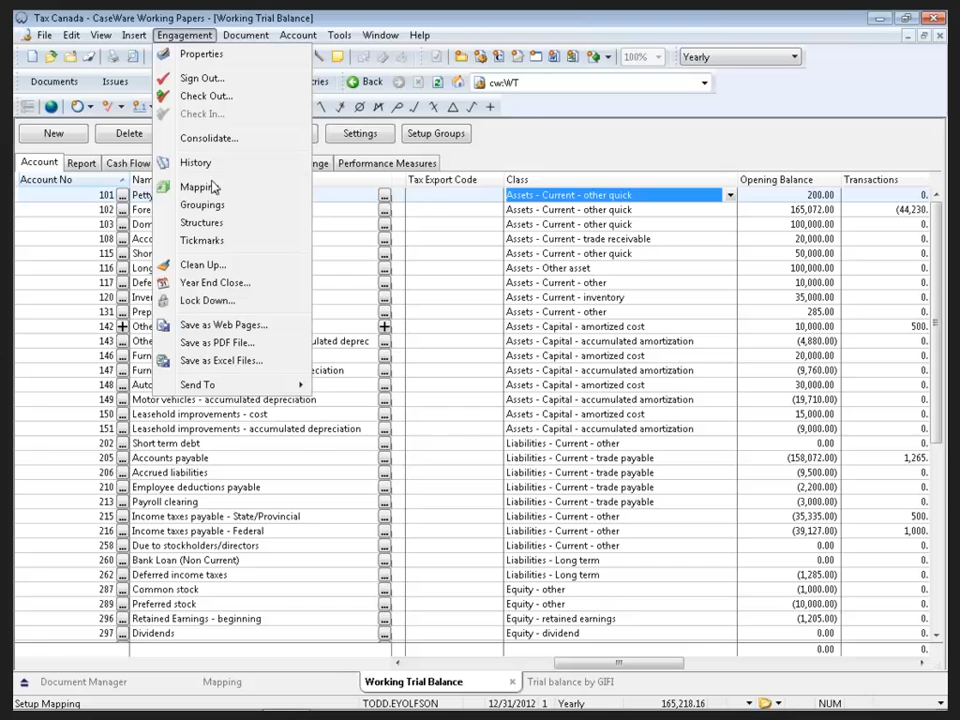 Tax Canada - CaseWare Working Papers - [Working Trial Balance]
File Edit View Insert Engagement Document Account Tools Window Help
100% Yearly
Documents Issues Back cw:WT
New Delete Settings Setup Groups
Account Report Cash Flow Performance Measures
Properties
Sign Out...
Check Out...
Check In...
Consolidate...
History
Mapping
Groupings
Structures
Tickmarks
Clean Up...
Year End Close...
Lock Down...
Save as Web Pages...
Save as PDF File...
Save as Excel Files...
Send To
Account No Tax Export Code Class Opening Balance Transactions
101 Assets - Current - other quick 200.00 0.
102 Assets - Current - other quick 165,072.00 (44,230.
103 Assets - Current - other quick 100,000.00 0.
108 Assets - Current - trade receivable 20,000.00 0.
115 Assets - Current - other quick 50,000.00 0.
116 Assets - Other asset 100,000.00 0.
117 Assets - Current - other 10,000.00 0.
120 Assets - Current - inventory 35,000.00 0.
131 Assets - Current - other 285.00 0.
142 Assets - Capital - amortized cost 10,000.00 500.
143 Assets - Capital - accumulated amortization (4,880.00) 0.
146 Assets - Capital - amortized cost 20,000.00 0.
147 Assets - Capital - accumulated amortization (9,760.00) 0.
148 Assets - Capital - amortized cost 30,000.00 0.
149 Motor vehicles - accumulated depreciation Assets - Capital - accumulated amortization (19,710.00) 0.
150 Leasehold improvements - cost Assets - Capital - amortized cost 15,000.00 0.
151 Leasehold improvements - accumulated depreciation Assets - Capital - accumulated amortization (9,000.00) 0.
202 Short term debt Liabilities - Current - other 0.00 0.
205 Accounts payable Liabilities - Current - trade payable (158,072.00) 1,265.
206 Accrued liabilities Liabilities - Current - trade payable (9,500.00) 0.
210 Employee deductions payable Liabilities - Current - trade payable (2,200.00) 0.
213 Payroll clearing Liabilities - Current - trade payable (3,000.00) 0.
215 Income taxes payable - State/Provincial Liabilities - Current - other (35,335.00) 500.
216 Income taxes payable - Federal Liabilities - Current - other (39,127.00) 1,000.
258 Due to stockholders/directors Liabilities - Current - other 0.00 0.
260 Bank Loan (Non Current) Liabilities - Long term 0.00 0.
262 Deferred income taxes Liabilities - Long term (1,285.00) 0.
287 Common stock Equity - other (1,000.00) 0.
289 Preferred stock Equity - other (10,000.00) 0.
296 Retained Earnings - beginning Equity - retained earnings (1,205.00) 0.
297 Dividends Equity - dividend 0.00 0.
0.00 0.
Document Manager Mapping Working Trial Balance Trial balance by GIFI
Setup Mapping TODD.EYOLFSON 12/31/2012 1 Yearly 165,218.16 NUM